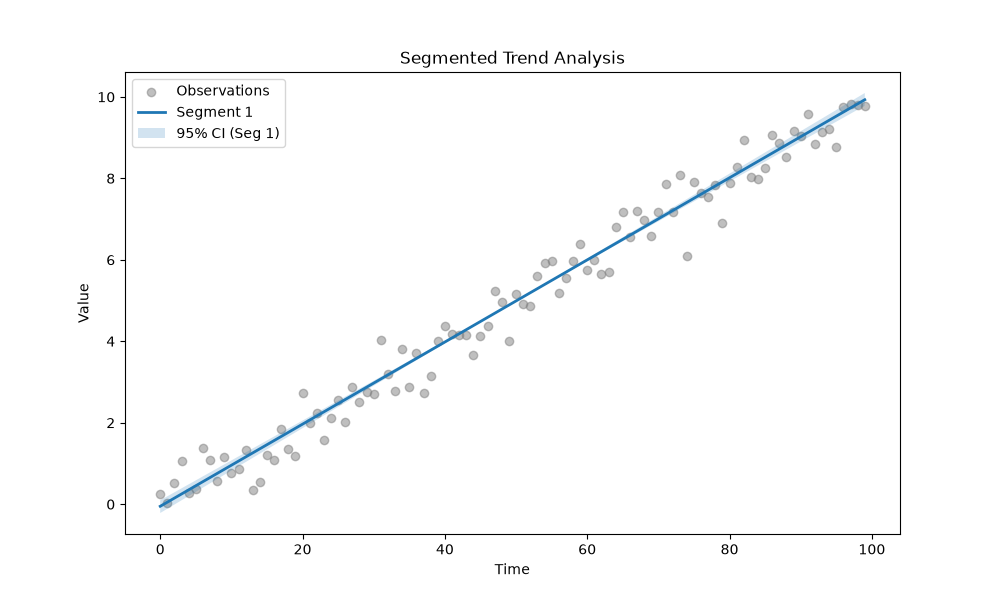 Segmented Trend Analysis
Observations
Segment 1
95% CI (Seg 1)
10
8
6
4
2
0
Value
0 20 40 60 80 100
Time